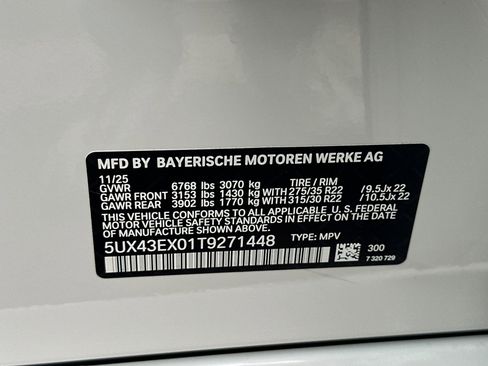 MFD BY BAYERISCHE MOTOREN WERKE AG
11/25
GVWR 6768 lbs 3070 kg TIRE / RIM
GAWR FRONT 3153 lbs 1430 kg WITH 275/35 R22 /9.5Jx 22
GAWR REAR 3902 lbs 1770 kg WITH 315/30 R22 /10.5Jx 22
THIS VEHICLE CONFORMS TO ALL APPLICABLE U.S. FEDERAL
MOTOR VEHICLE SAFETY STANDARDS IN EFFECT ON THE DATE
OF MANUFACTURE SHOWN ABOVE.
5UX43EX01T9271448 TYPE: MPV
300
7 320 729